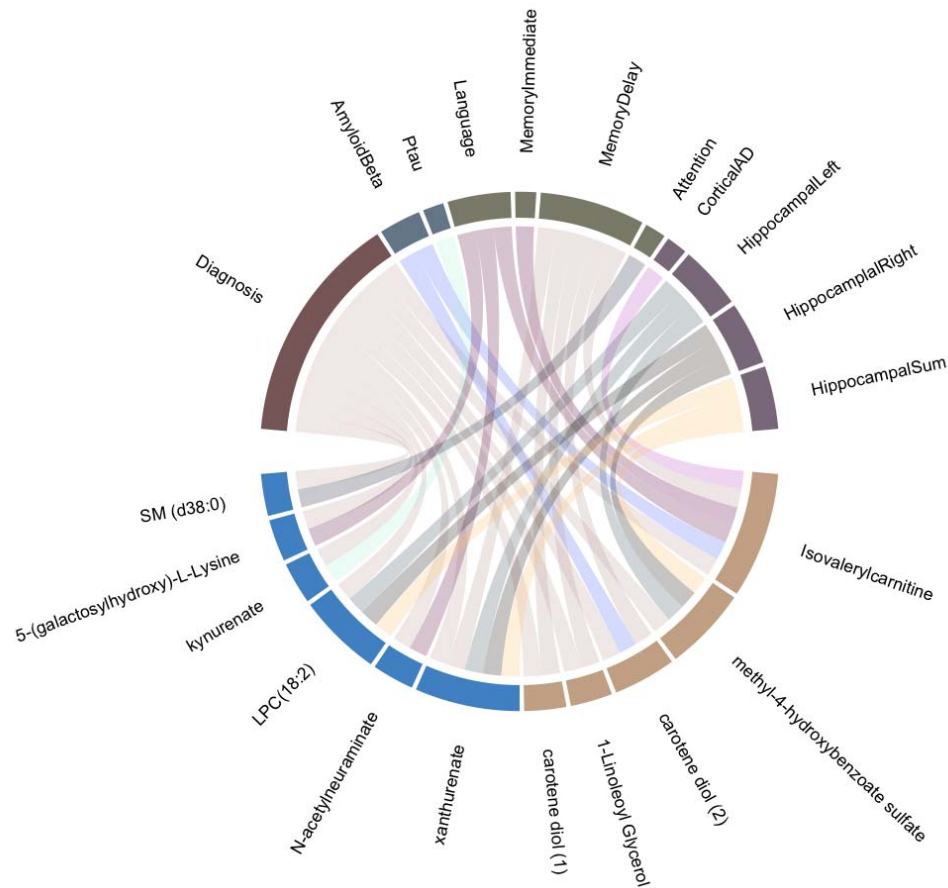 Diagnosis
AmyloidBeta
Ptau
Language
MemoryImmediate
MemoryDelay
Attention
CorticalAD
HippocampalLeft
HippocamplalRight
HippocampalSum
Isovalerylcarnitine
methyl-4-hydroxybenzoate sulfate
carotene diol (2)
1-Linoleoyl Glycerol
carotene diol (1)
xanthurenate
N-acetylneuraminate
LPC(18:2)
kynurenate
5-(galactosylhydroxy)-L-Lysine
SM (d38:0)